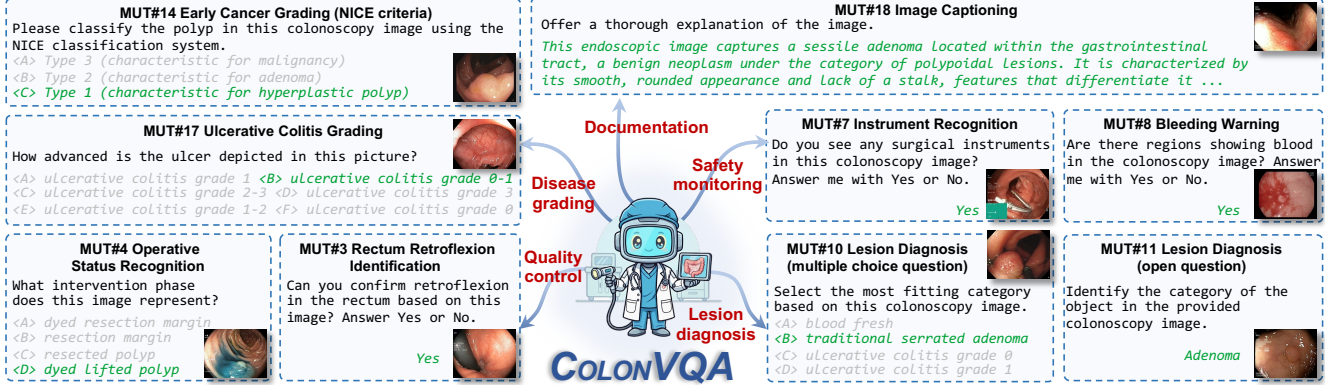 MUT#14 Early Cancer Grading (NICE criteria)
Please classify the polyp in this colonoscopy image using the
NICE classification system.
<A> Type 3 (characteristic for malignancy)
<B> Type 2 (characteristic for adenoma)
<C> Type 1 (characteristic for hyperplastic polyp)
MUT#18 Image Captioning
Offer a thorough explanation of the image.
This endoscopic image captures a sessile adenoma located within the gastrointestinal
tract, a benign neoplasm under the category of polypoidal lesions. It is characterized by
its smooth, rounded appearance and lack of a stalk, features that differentiate it ...
MUT#17 Ulcerative Colitis Grading
How advanced is the ulcer depicted in this picture?
<A> ulcerative colitis grade 1 <B> ulcerative colitis grade 0-1
<C> ulcerative colitis grade 2-3 <D> ulcerative colitis grade 3
<E> ulcerative colitis grade 1-2 <F> ulcerative colitis grade 0
Documentation
Disease
grading
Safety
monitoring
Quality
control
Lesion
diagnosis
COLONVQA
MUT#7 Instrument Recognition
Do you see any surgical instruments
in this colonoscopy image?
Answer me with Yes or No.
Yes
MUT#8 Bleeding Warning
Are there regions showing blood
in the colonoscopy image? Answer
me with Yes or No.
Yes
MUT#4 Operative
Status Recognition
What intervention phase
does this image represent?
<A> dyed resection margin
<B> resection margin
<C> resected polyp
<D> dyed lifted polyp
MUT#3 Rectum Retroflexion
Identification
Can you confirm retroflexion
in the rectum based on this
image? Answer Yes or No.
Yes
MUT#10 Lesion Diagnosis
(multiple choice question)
Select the most fitting category
based on this colonoscopy image.
<A> blood fresh
<B> traditional serrated adenoma
<C> ulcerative colitis grade 0
<D> ulcerative colitis grade 1
MUT#11 Lesion Diagnosis
(open question)
Identify the category of the
object in the provided
colonoscopy image.
Adenoma